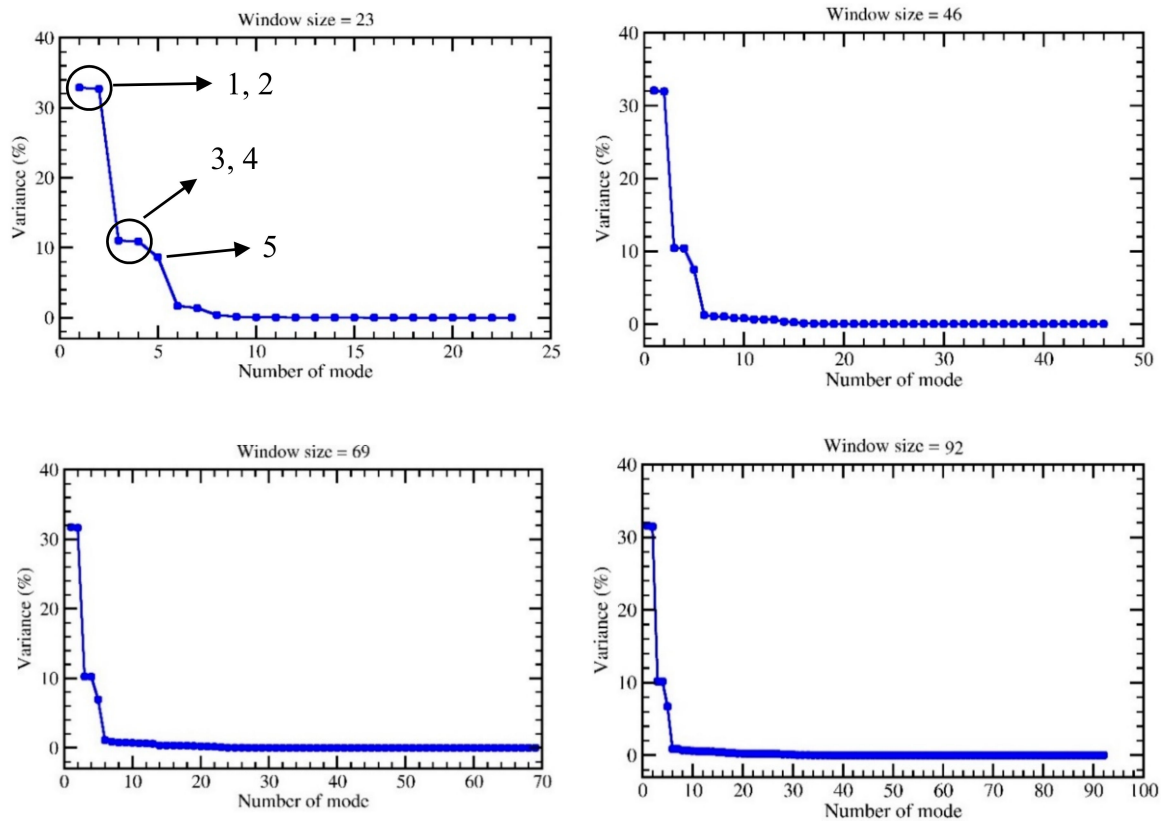 Window size = 23
40
30
20
10
0
Variance (%)
1, 2
3, 4
5
0 5 10 15 20 25
Number of mode
Window size = 46
40
30
20
10
0
Variance (%)
0 10 20 30 40 50
Number of mode
Window size = 69
40
30
20
10
0
Variance (%)
0 10 20 30 40 50 60 70
Number of mode
Window size = 92
40
30
20
10
0
Variance (%)
0 10 20 30 40 50 60 70 80 90 100
Number of mode